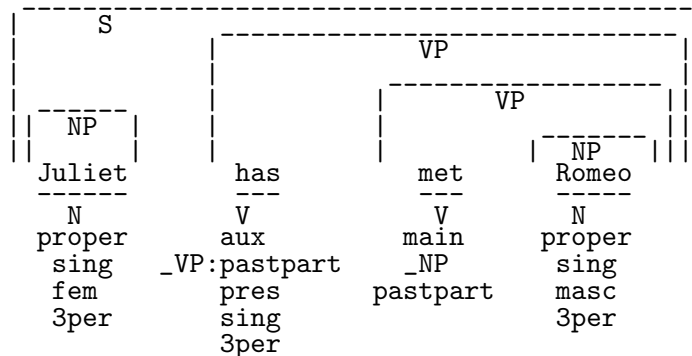 S
VP
VP
NP
NP
Juliet has met Romeo
N V V N
proper aux main proper
sing _VP:pastpart _NP sing
fem pres pastpart masc
3per sing 3per
3per